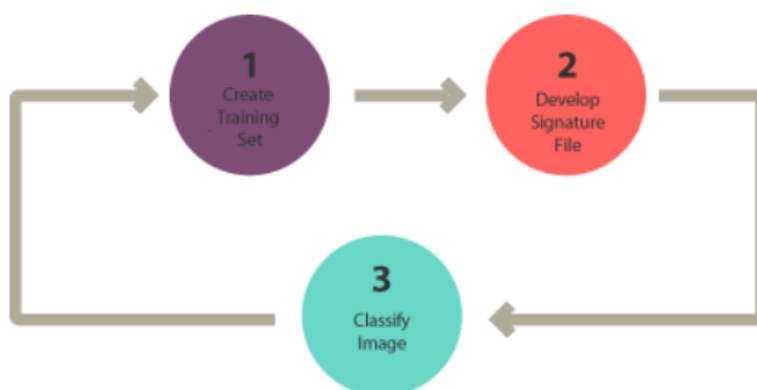 1
Create
Training
Set
2
Develop
Signature
File
3
Classify
Image